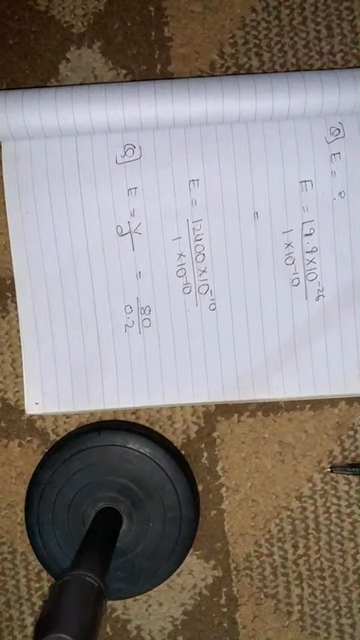 Q] E = ?
E = 19.9 × 10⁻²⁶
1 × 10⁻¹⁰
=
E = 12400 × 10⁻¹⁰
1 × 10⁻¹⁰
Q] E = V = 80
d 0.2